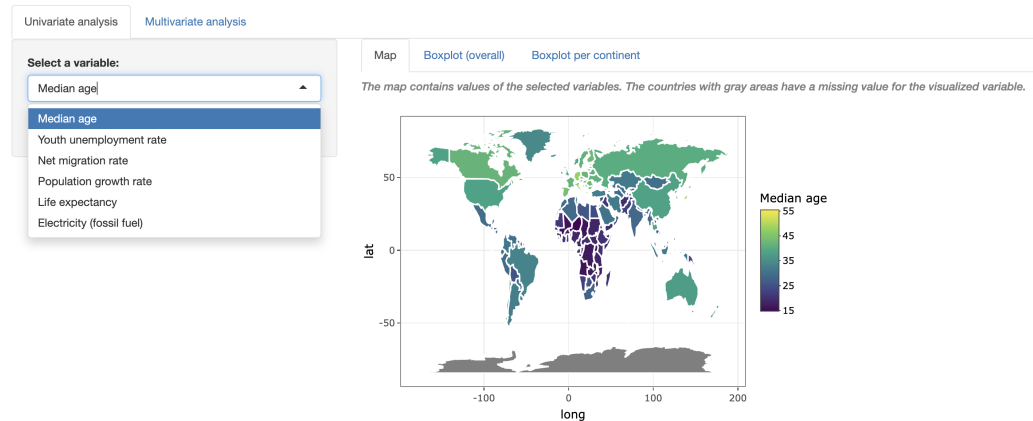 Univariate analysis
Multivariate analysis
Select a variable:
Median age
Median age
Youth unemployment rate
Net migration rate
Population growth rate
Life expectancy
Electricity (fossil fuel)
Map
Boxplot (overall)
Boxplot per continent
The map contains values of the selected variables. The countries with gray areas have a missing value for the visualized variable.
50
0
-50
lat
-100
0
100
200
long
Median age
55
45
35
25
15